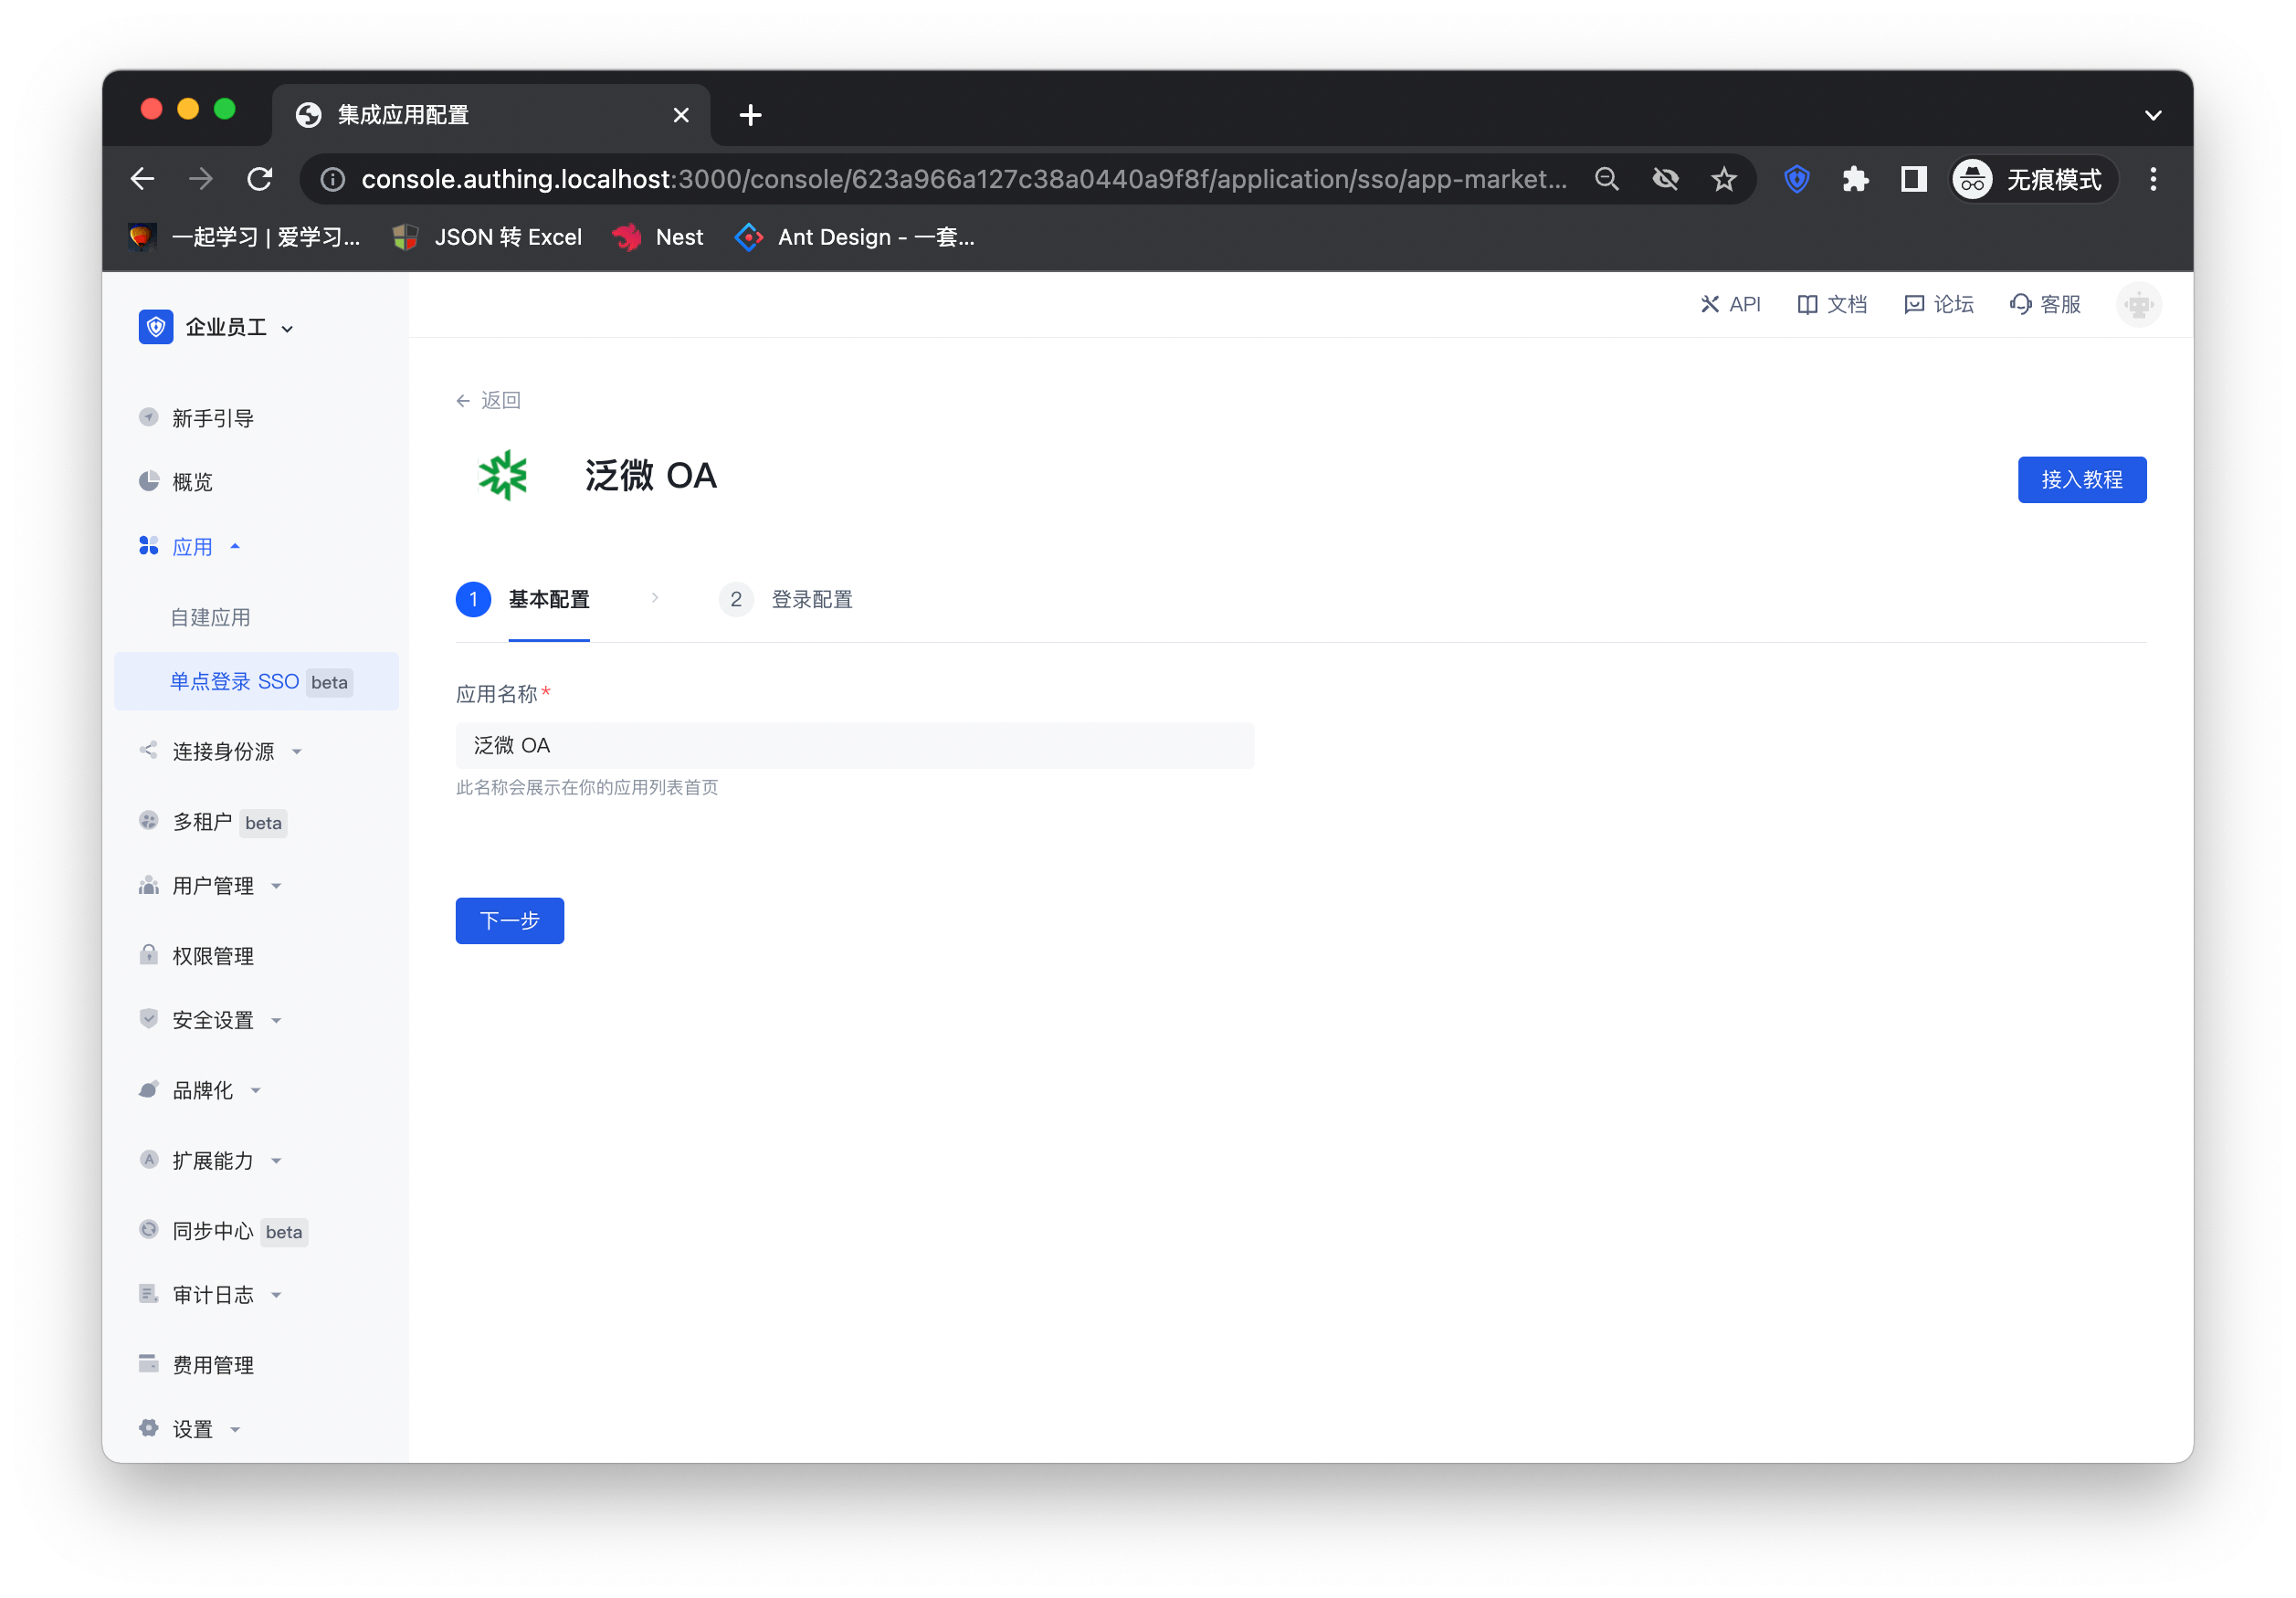 集成应用配置
console.authing.localhost:3000/console/623a966a127c38a0440a9f8f/application/sso/app-market...
无痕模式
一起学习 | 爱学习...
JSON 转 Excel
Nest
Ant Design - 一套...
企业员工
API
文档
论坛
客服
新手引导
概览
应用
自建应用
单点登录 SSO beta
连接身份源
多租户 beta
用户管理
权限管理
安全设置
品牌化
扩展能力
同步中心 beta
审计日志
费用管理
设置
返回
泛微 OA
接入教程
1 基本配置
2 登录配置
应用名称*
泛微 OA
此名称会展示在你的应用列表首页
下一步